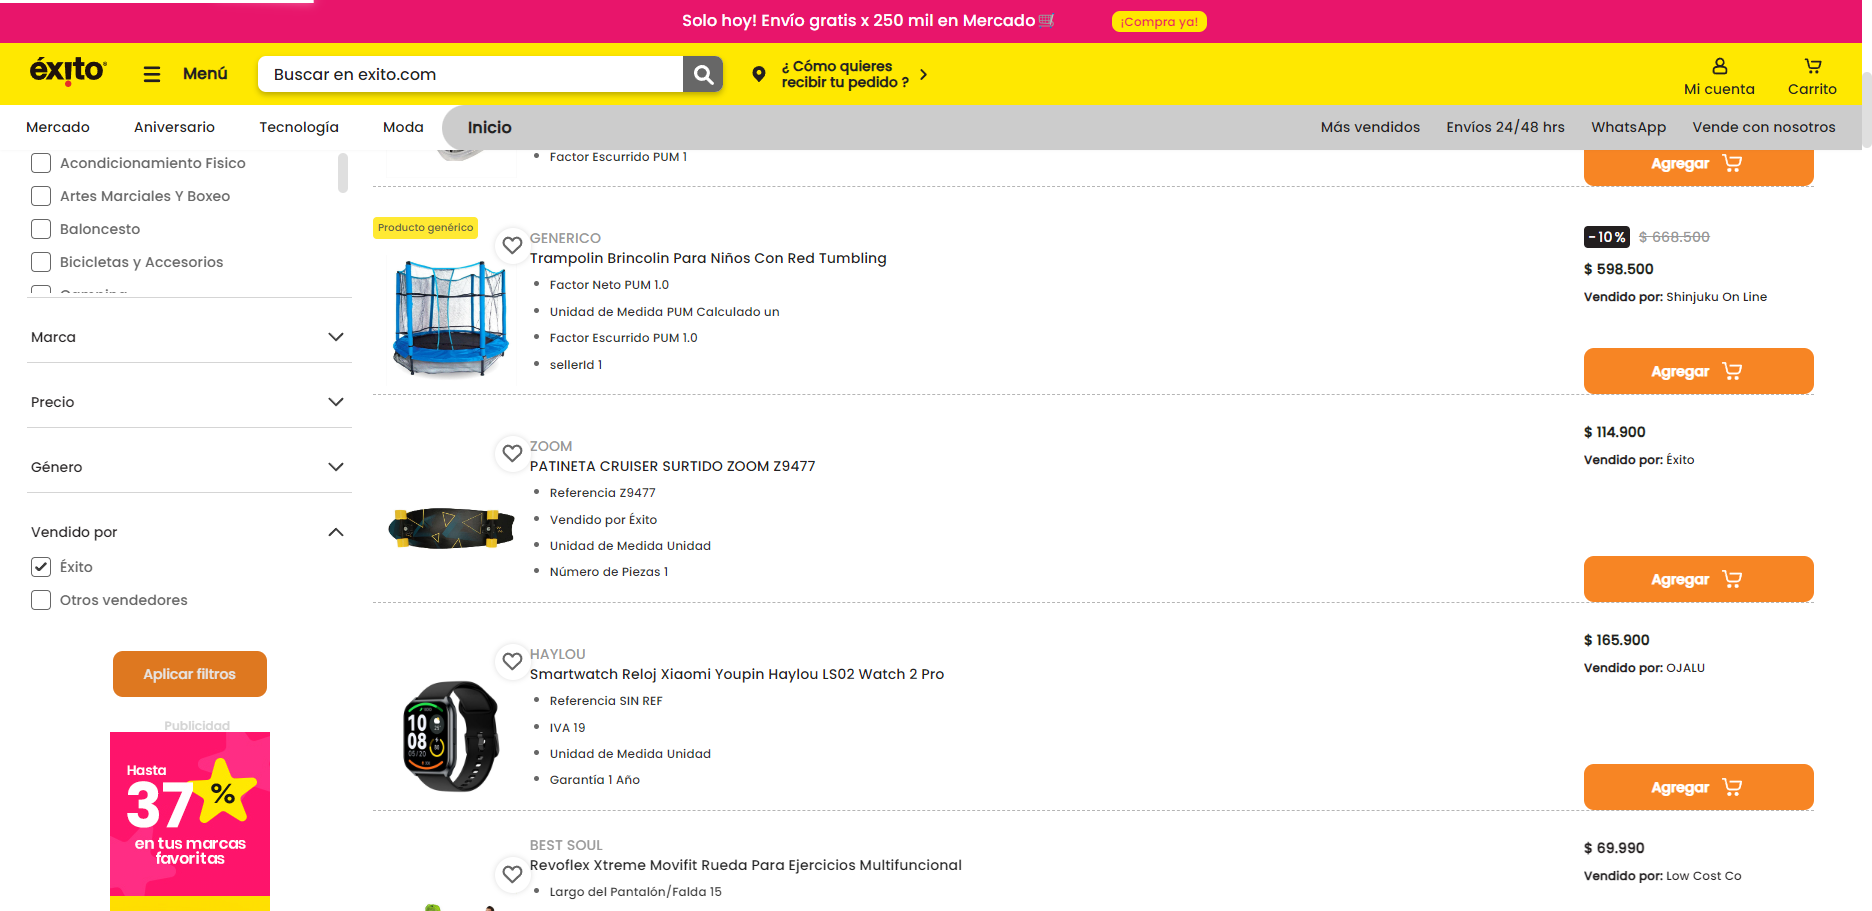 Solo hoy! Envío gratis x 250 mil en Mercado
¡Compra ya!
éxito
Menú
Buscar en exito.com
¿ Cómo quieres
recibir tu pedido ?
Mi cuenta
Carrito
Mercado
Aniversario
Tecnología
Moda
Inicio
Más vendidos
Envíos 24/48 hrs
WhatsApp
Vende con nosotros
Acondicionamiento Fisico
Artes Marciales Y Boxeo
Baloncesto
Bicicletas y Accesorios
Marca
Precio
Género
Vendido por
Éxito
Otros vendedores
Aplicar filtros
Publicidad
Hasta
37%
en tus marcas
favoritas
Factor Escurrido PUM 1
Agregar
Producto genérico
GENERICO
Trampolin Brincolin Para Niños Con Red Tumbling
Factor Neto PUM 1.0
Unidad de Medida PUM Calculado un
Factor Escurrido PUM 1.0
sellerId 1
-10% $ 668.500
$ 598.500
Vendido por: Shinjuku On Line
Agregar
ZOOM
PATINETA CRUISER SURTIDO ZOOM Z9477
Referencia Z9477
Vendido por Éxito
Unidad de Medida Unidad
Número de Piezas 1
$ 114.900
Vendido por: Éxito
Agregar
HAYLOU
Smartwatch Reloj Xiaomi Youpin Haylou LS02 Watch 2 Pro
Referencia SIN REF
IVA 19
Unidad de Medida Unidad
Garantía 1 Año
10
08
$ 165.900
Vendido por: OJALU
Agregar
BEST SOUL
Revoflex Xtreme Movifit Rueda Para Ejercicios Multifuncional
Largo del Pantalón/Falda 15
$ 69.990
Vendido por: Low Cost Co